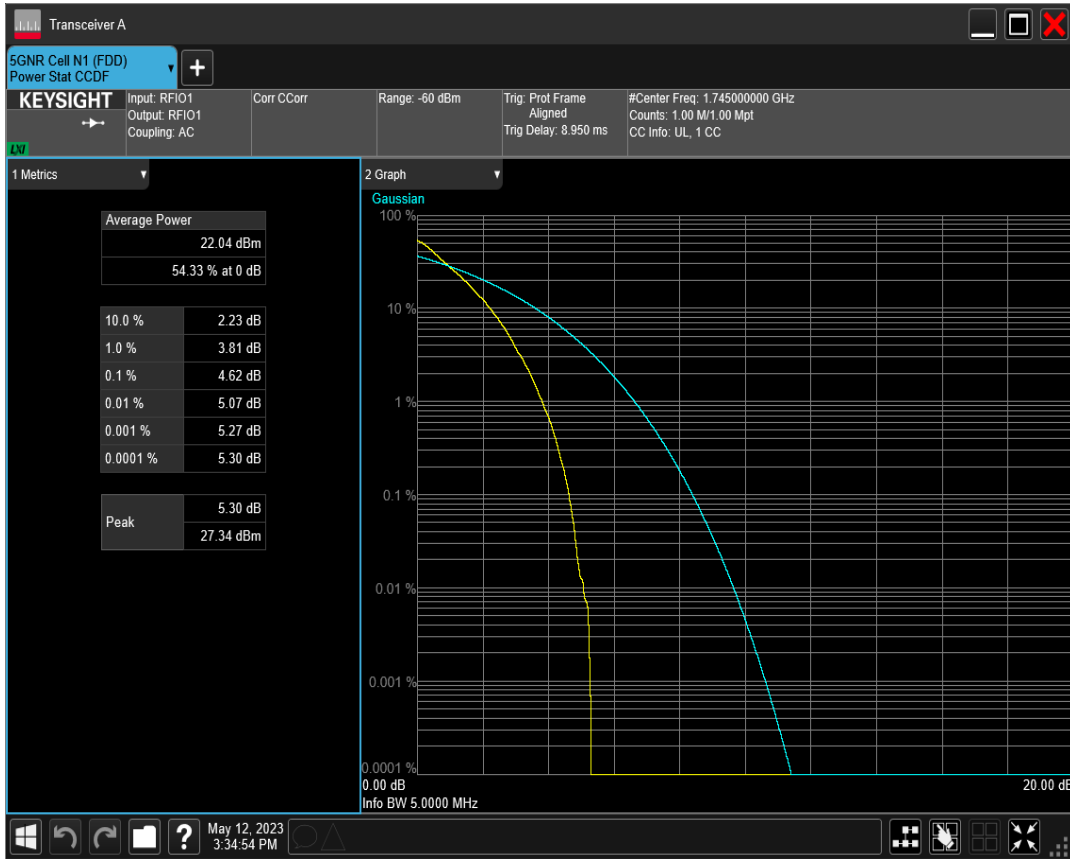 Transceiver A
5GNR Cell N1 (FDD)
Power Stat CCDF
+
KEYSIGHT
LXI
Input: RFIO1
Output: RFIO1
Coupling: AC
Corr CCorr
Range: -60 dBm
Trig: Prot Frame
Aligned
Trig Delay: 8.950 ms
#Center Freq: 1.745000000 GHz
Counts: 1.00 M/1.00 Mpt
CC Info: UL, 1 CC
1 Metrics
Average Power
22.04 dBm
54.33 % at 0 dB
10.0 % 2.23 dB
1.0 % 3.81 dB
0.1 % 4.62 dB
0.01 % 5.07 dB
0.001 % 5.27 dB
0.0001 % 5.30 dB
Peak
5.30 dB
27.34 dBm
2 Graph
Gaussian
100 %
10 %
1 %
0.1 %
0.01 %
0.001 %
0.0001 %
0.00 dB 20.00 dB
Info BW 5.0000 MHz
?
May 12, 2023
3:34:54 PM